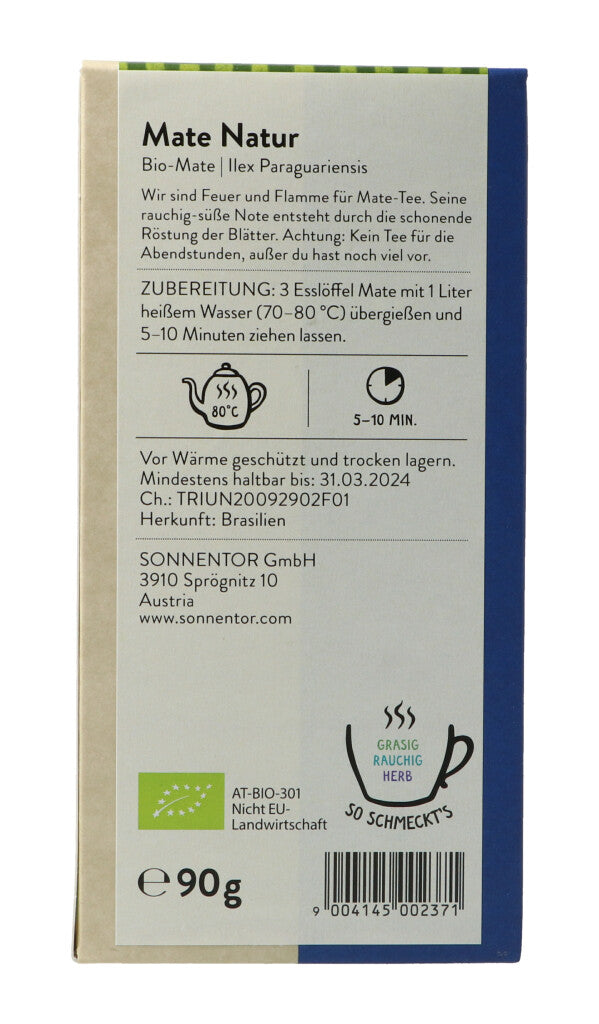 Mate Natur
Bio-Mate | Ilex Paraguariensis
Wir sind Feuer und Flamme für Mate-Tee. Seine
rauchig-süße Note entsteht durch die schonende
Röstung der Blätter. Achtung: Kein Tee für die
Abendstunden, außer du hast noch viel vor.
ZUBEREITUNG: 3 Esslöffel Mate mit 1 Liter
heißem Wasser (70–80 °C) übergießen und
5–10 Minuten ziehen lassen.
80°C
5–10 MIN.
Vor Wärme geschützt und trocken lagern.
Mindestens haltbar bis: 31.03.2024
Ch.: TRIUN20092902F01
Herkunft: Brasilien
SONNENTOR GmbH
3910 Sprögnitz 10
Austria
www.sonnentor.com
GRASIG
RAUCHIG
HERB
SO SCHMECKT'S
AT-BIO-301
Nicht EU-
Landwirtschaft
℮ 90g
9 004145 002371